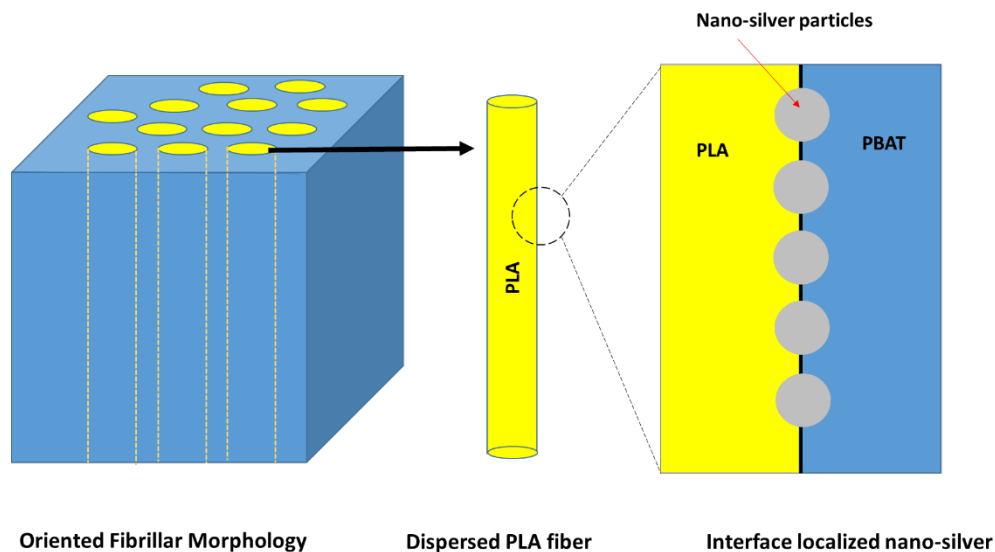 Nano-silver particles
PLA
PBAT
PLA
Oriented Fibrillar Morphology
Dispersed PLA fiber
Interface localized nano-silver